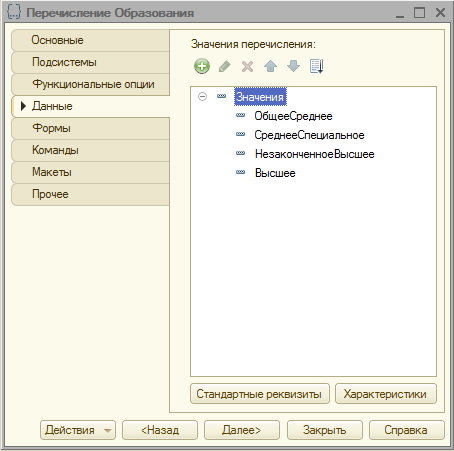 Перечисление Образования
Основные
Подсистемы
Функциональные опции
Данные
Формы
Команды
Макеты
Прочее
Значения перечисления:
Значения
ОбщееСреднее
СреднееСпециальное
НезаконченноеВысшее
Высшее
Стандартные реквизиты
Характеристики
Действия
<Назад
Далее>
Закрыть
Справка